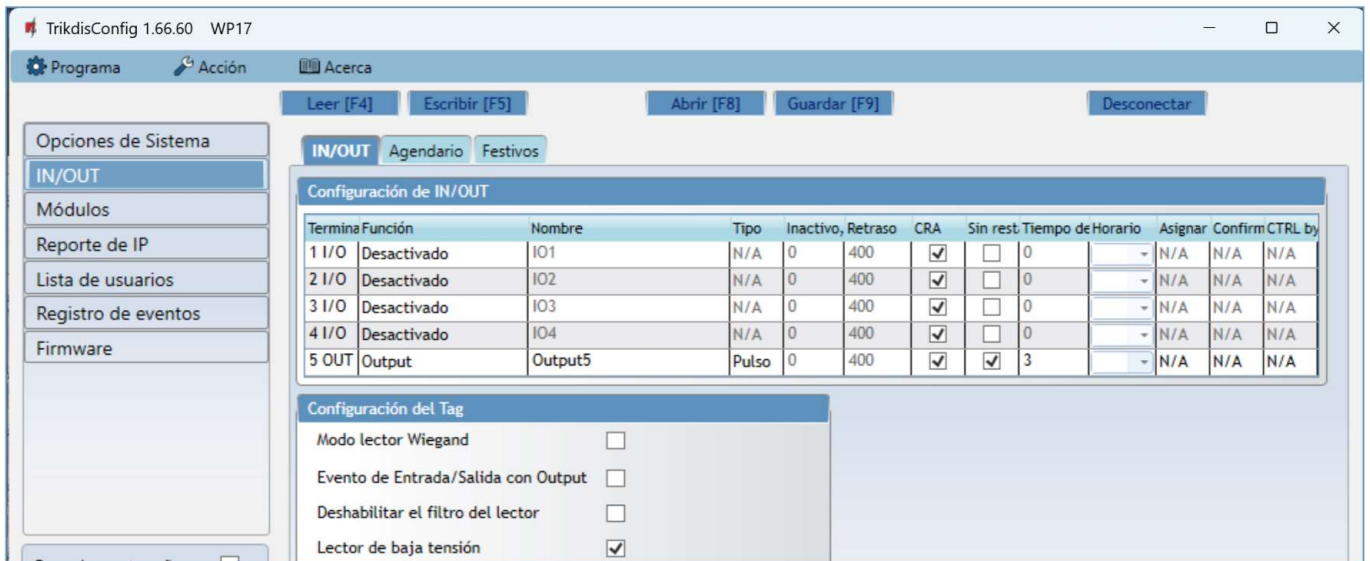 TrikdisConfig 1.66.60 WP17
Programa Acción Acerca
Leer [F4] Escribir [F5] Abrir [F8] Guardar [F9] Desconectar
Opciones de Sistema
IN/OUT
Módulos
Reporte de IP
Lista de usuarios
Registro de eventos
Firmware
IN/OUT Agendario Festivos
Configuración de IN/OUT
Termina Función Nombre Tipo Inactivo, Retraso CRA Sin rest Tiempo de Horario Asignar Confirm CTRL by
1 I/O Desactivado IO1 N/A 0 400 0 N/A N/A N/A
2 I/O Desactivado IO2 N/A 0 400 0 N/A N/A N/A
3 I/O Desactivado IO3 N/A 0 400 0 N/A N/A N/A
4 I/O Desactivado IO4 N/A 0 400 0 N/A N/A N/A
5 OUT Output Output5 Pulso 0 400 3 N/A N/A N/A
Configuración del Tag
Modo lector Wiegand
Evento de Entrada/Salida con Output
Deshabilitar el filtro del lector
Lector de baja tensión